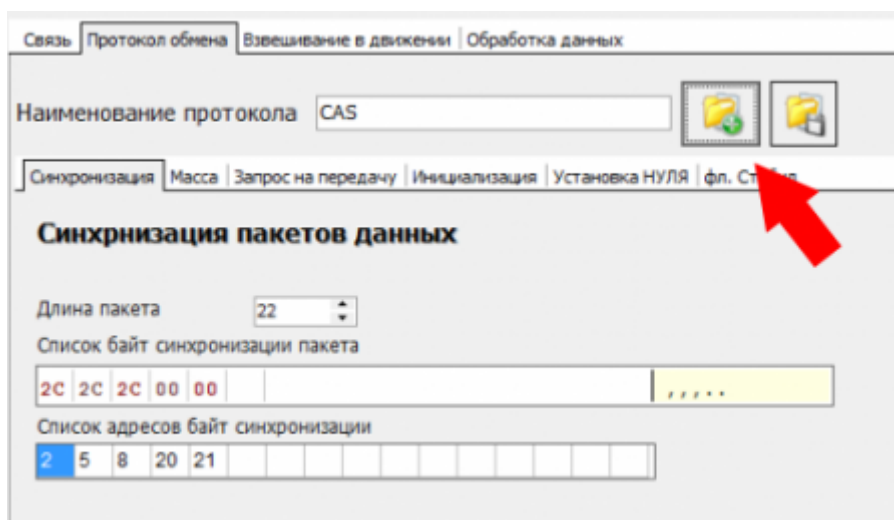 Связь Протокол обмена Взвешивание в движении Обработка данных
Наименование протокола CAS
Синхронизация Масса Запрос на передачу Инициализация Установка НУЛЯ фл.
Синхрнизация пакетов данных
Длина пакета 22
Список байт синхронизации пакета
2C 2C 2C 00 00 ,,,..
Список адресов байт синхронизации
2 5 8 20 21